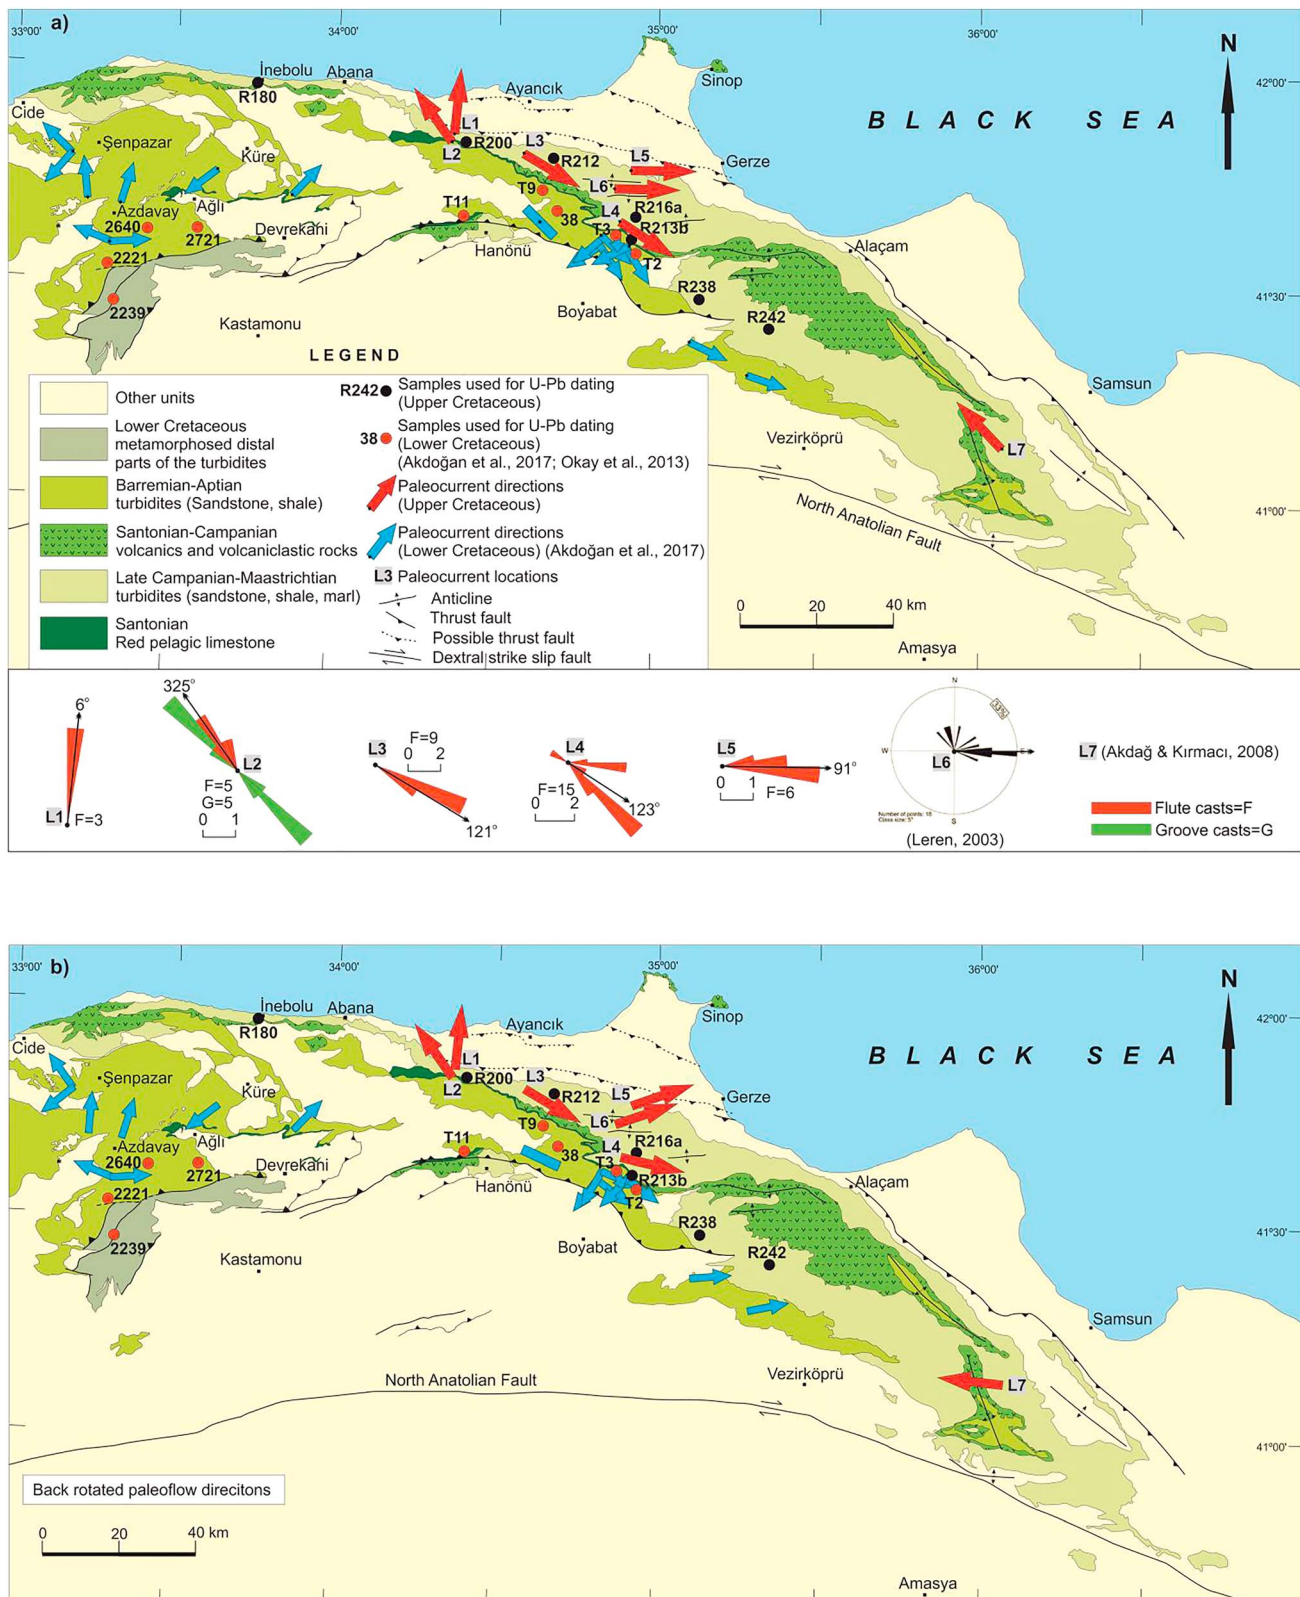 a)
33°00'
34°00'
35°00'
36°00'
N
Sinop
İnebolu
Abana
R180
Ayancık
42°00'
Cide
BLACK SEA
L1
R200
L2
L3
R212
L5
Gerze
Şenpazar
Küre
L6
T9
T11
38
L4
R216a
R213b
T3
T2
Azdavay
Ağlı
2640
2721
Devrekani
Hanönü
Alaçam
2221
2239
R238
41°30'
Boyabat
R242
Kastamonu
Samsun
Vezirköprü
L7
North Anatolian Fault
41°00'
0 20 40 km
Amasya
LEGEND
Other units
Lower Cretaceous
metamorphosed distal
parts of the turbidites
Barremian-Aptian
turbidites (Sandstone, shale)
Santonian-Campanian
volcanics and volcaniclastic rocks
Late Campanian-Maastrichtian
turbidites (sandstone, shale, marl)
Santonian
Red pelagic limestone
R242
Samples used for U-Pb dating
(Upper Cretaceous)
38
Samples used for U-Pb dating
(Lower Cretaceous)
(Akdoğan et al., 2017; Okay et al., 2013)
Paleocurrent directions
(Upper Cretaceous)
Paleocurrent directions
(Lower Cretaceous) (Akdoğan et al., 2017)
L3 Paleocurrent locations
Anticline
Thrust fault
Possible thrust fault
Dextral strike slip fault
6°
L1
F=3
325°
L2
F=5
G=5
0 1
L3
F=9
0 2
121°
L4
F=15
0 2
123°
L5
91°
0 1
F=6
N
W
E
S
L6
13%
Number of points: 18
Class size: 5°
(Leren, 2003)
L7 (Akdağ & Kırmacı, 2008)
Flute casts=F
Groove casts=G
b)
33°00'
34°00'
35°00'
36°00'
N
Sinop
İnebolu
Abana
R180
Ayancık
42°00'
Cide
BLACK SEA
L1
R200
L2
L3
R212
L5
Gerze
Şenpazar
Küre
L6
T9
T11
38
L4
R216a
R213b
T3
T2
Azdavay
Ağlı
2640
2721
Devrekani
Hanönü
Alaçam
2221
2239
R238
41°30'
Boyabat
R242
Kastamonu
Samsun
Vezirköprü
L7
North Anatolian Fault
41°00'
Back rotated paleoflow direcitons
0 20 40 km
Amasya